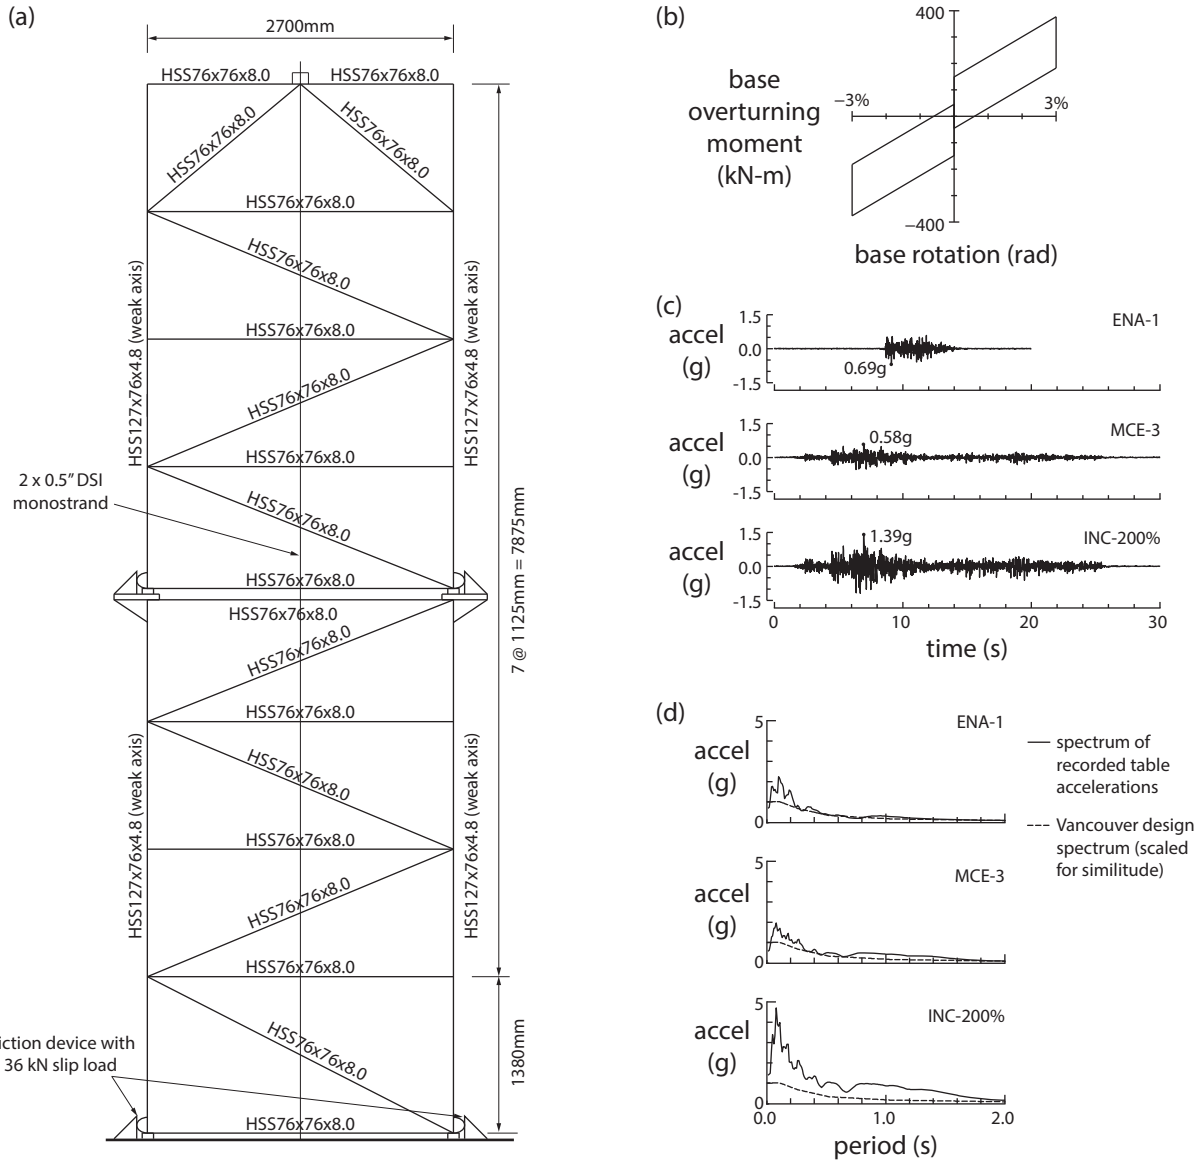 (a)
2700mm
HSS76x76x8.0
HSS76x76x8.0
HSS76x76x8.0
HSS76x76x8.0
HSS76x76x8.0
HSS76x76x8.0
HSS127x76x4.8 (weak axis)
HSS127x76x4.8 (weak axis)
HSS76x76x8.0
HSS76x76x8.0
HSS76x76x8.0
2 x 0.5” DSI
monostrand
HSS76x76x8.0
HSS76x76x8.0
HSS76x76x8.0
7 @ 1125mm = 7875mm
HSS76x76x8.0
HSS76x76x8.0
HSS127x76x4.8 (weak axis)
HSS127x76x4.8 (weak axis)
HSS76x76x8.0
HSS76x76x8.0
HSS76x76x8.0
HSS76x76x8.0
iction device with
36 kN slip load
HSS76x76x8.0
1380mm
HSS76x76x8.0
(b)
400
base
overturning
moment
(kN-m)
−3%
3%
−400
base rotation (rad)
(c)
accel
(g)
1.5
0.0
-1.5
ENA-1
0.69g
accel
(g)
1.5
0.0
-1.5
MCE-3
0.58g
accel
(g)
1.5
0.0
-1.5
INC-200%
1.39g
0
10
20
30
time (s)
(d)
accel
(g)
5
0
ENA-1
spectrum of
recorded table
accelerations
Vancouver design
spectrum (scaled
for similitude)
accel
(g)
5
0
MCE-3
accel
(g)
5
0
INC-200%
0.0
1.0
2.0
period (s)